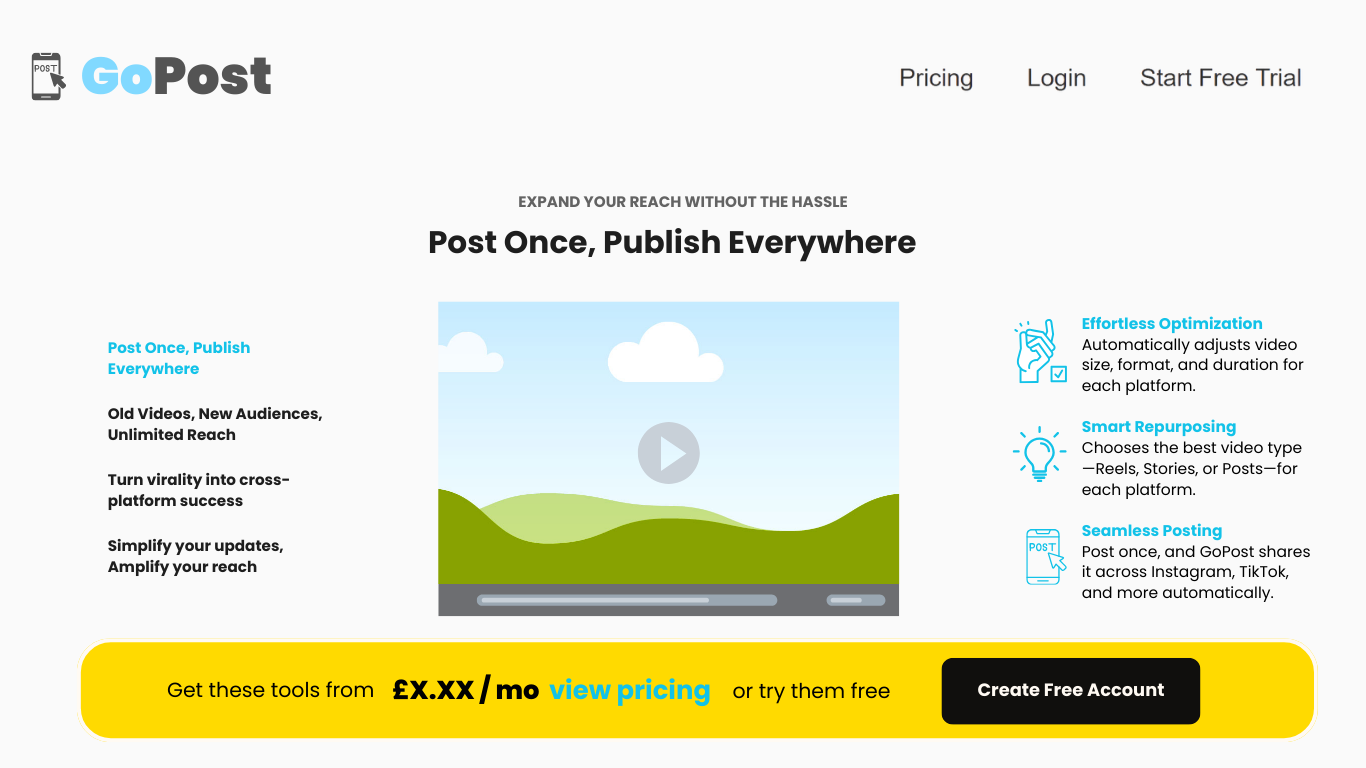 POST
GoPost
Pricing
Login
Start Free Trial
EXPAND YOUR REACH WITHOUT THE HASSLE
Post Once, Publish Everywhere
Post Once, Publish
Everywhere
Old Videos, New Audiences,
Unlimited Reach
Turn virality into cross-
platform success
Simplify your updates,
Amplify your reach
Effortless Optimization
Automatically adjusts video
size, format, and duration for
each platform.
Smart Repurposing
Chooses the best video type
—Reels, Stories, or Posts—for
each platform.
POST
Seamless Posting
Post once, and GoPost shares
it across Instagram, TikTok,
and more automatically.
Get these tools from £X.XX / mo view pricing or try them free
Create Free Account